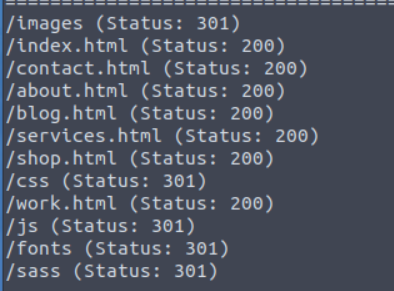 /images (Status: 301)
/index.html (Status: 200)
/contact.html (Status: 200)
/about.html (Status: 200)
/blog.html (Status: 200)
/services.html (Status: 200)
/shop.html (Status: 200)
/css (Status: 301)
/work.html (Status: 200)
/js (Status: 301)
/fonts (Status: 301)
/sass (Status: 301)